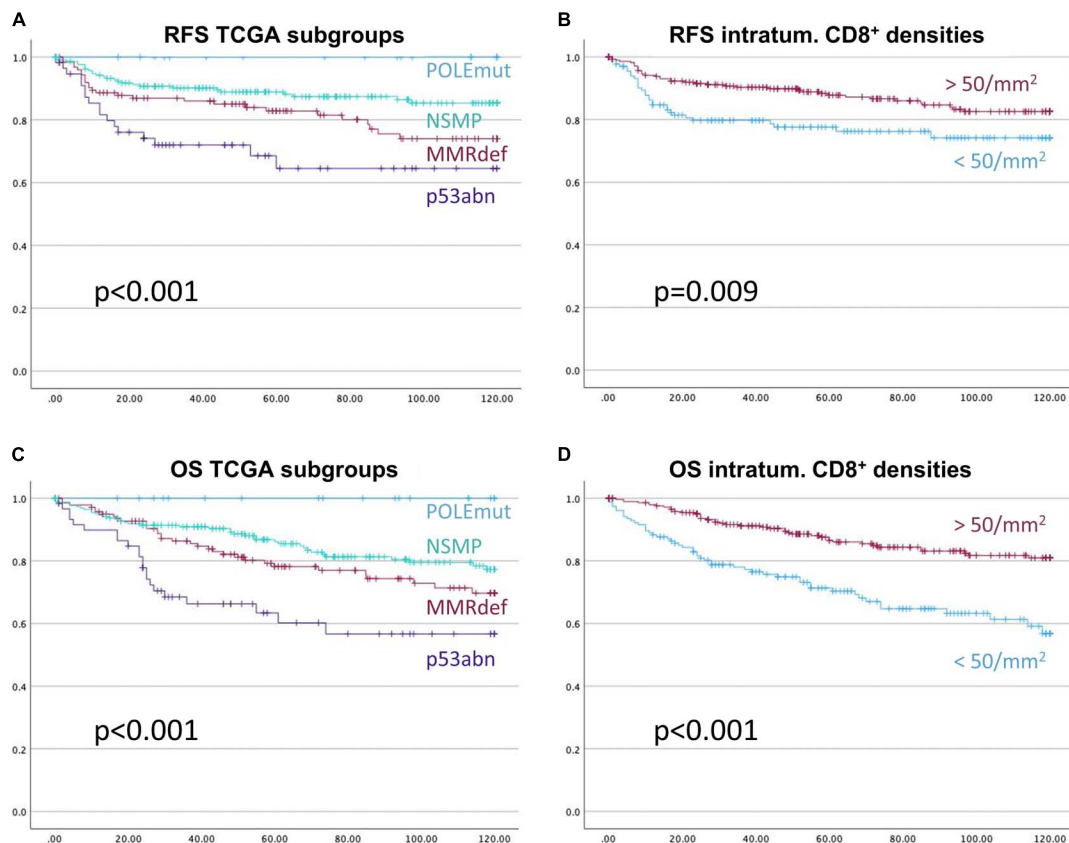 A
RFS TCGA subgroups
1.0
0.8
0.6
0.4
0.2
0.0
POLEmut
NSMP
MMRdef
p53abn
p<0.001
.00 20.00 40.00 60.00 80.00 100.00 120.00
B
RFS intratum. CD8⁺ densities
1.0
0.8
0.6
0.4
0.2
0.0
> 50/mm²
< 50/mm²
p=0.009
.00 20.00 40.00 60.00 80.00 100.00 120.00
C
OS TCGA subgroups
1.0
0.8
0.6
0.4
0.2
0.0
POLEmut
NSMP
MMRdef
p53abn
p<0.001
.00 20.00 40.00 60.00 80.00 100.00 120.00
D
OS intratum. CD8⁺ densities
1.0
0.8
0.6
0.4
0.2
0.0
> 50/mm²
< 50/mm²
p<0.001
.00 20.00 40.00 60.00 80.00 100.00 120.00